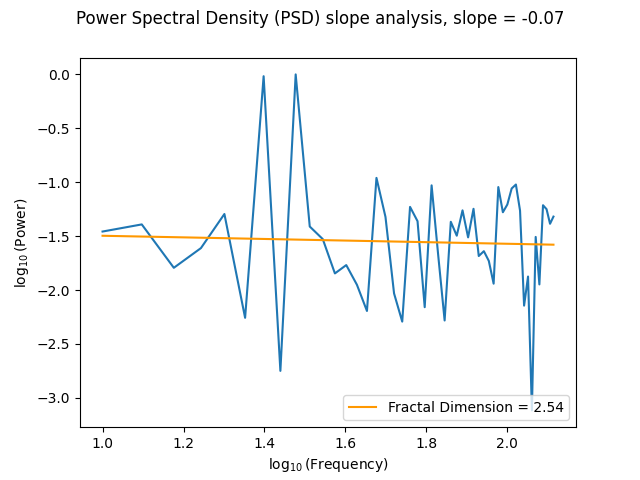 Power Spectral Density (PSD) slope analysis, slope = -0.07
0.0
−0.5
−1.0
−1.5
−2.0
−2.5
−3.0
log₁₀(Power)
Fractal Dimension = 2.54
1.0 1.2 1.4 1.6 1.8 2.0
log₁₀(Frequency)